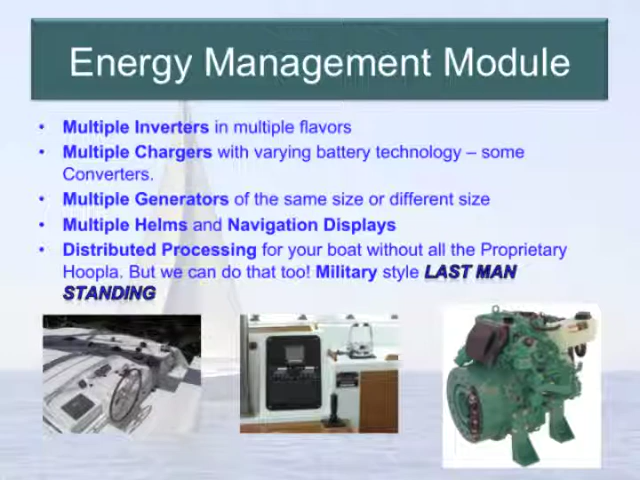 Energy Management Module
• Multiple Inverters in multiple flavors
• Multiple Chargers with varying battery technology – some
Converters.
• Multiple Generators of the same size or different size
• Multiple Helms and Navigation Displays
• Distributed Processing for your boat without all the Proprietary
Hoopla. But we can do that too! Military style LAST MAN
STANDING